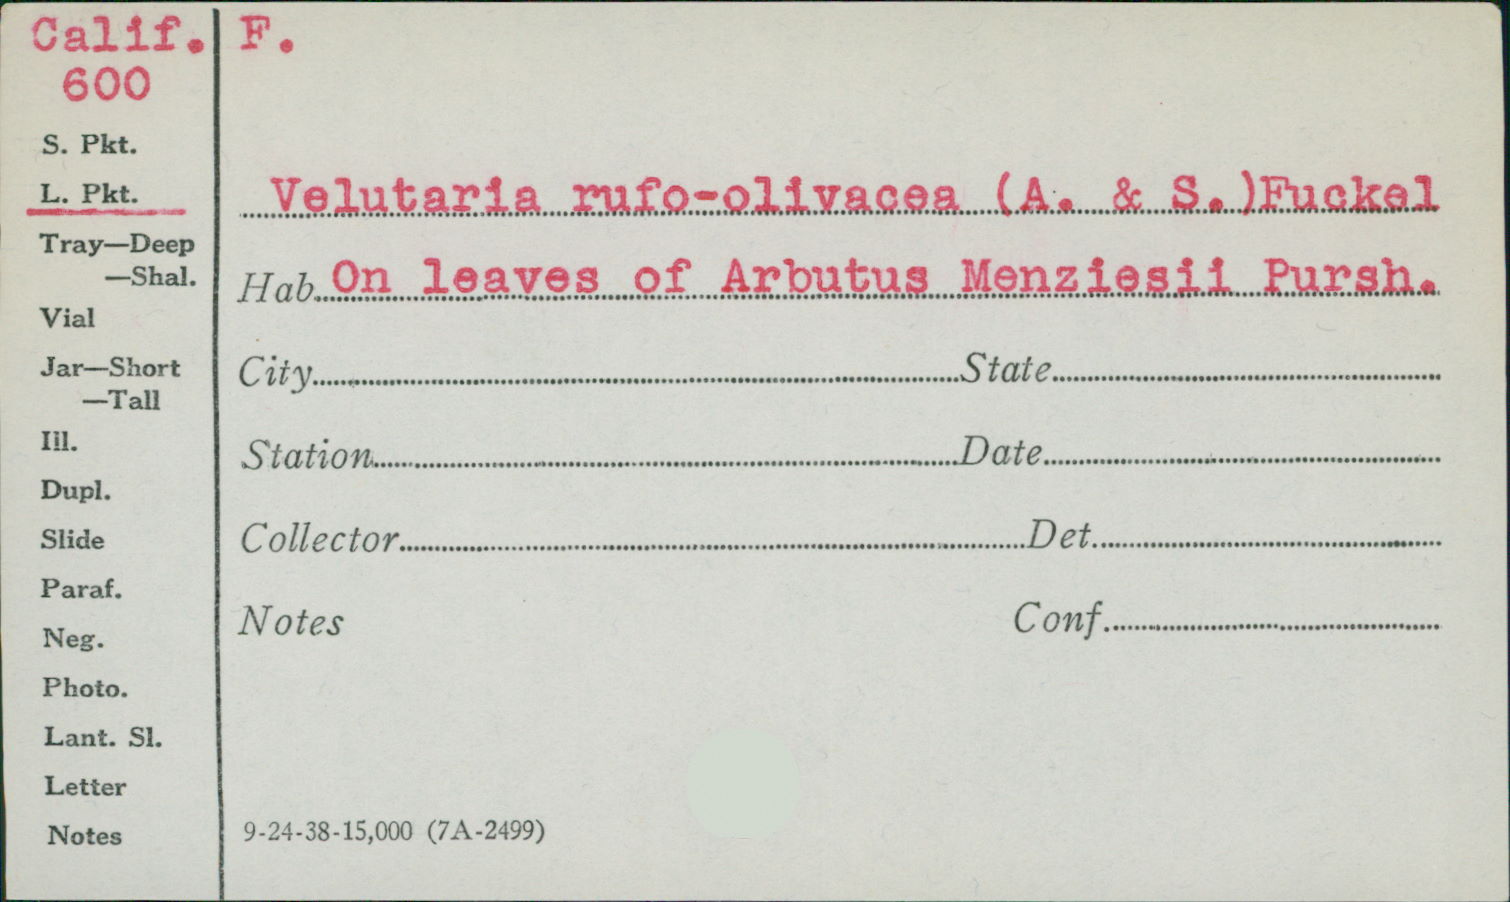 Calif. F.
600
S. Pkt.
L. Pkt.
Velutaria rufo-olivacea (A. & S.)Fuckel
Tray—Deep
—Shal.
Hab. On leaves of Arbutus Menziesii Pursh.
Vial
Jar—Short
—Tall
City State
Ill.
Station Date
Dupl.
Slide
Collector Det.
Paraf.
Notes Conf.
Neg.
Photo.
Lant. Sl.
Letter
Notes
9-24-38-15,000 (7A-2499)